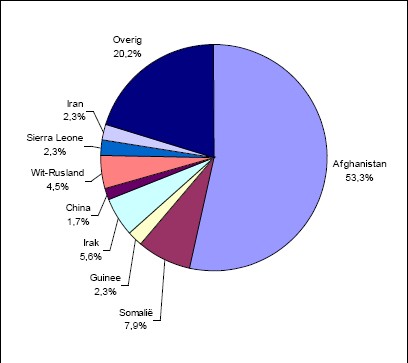 Overig
20,2%
Iran
2,3%
Sierra Leone
2,3%
Wit-Rusland
4,5%
China
1,7%
Irak
5,6%
Guinee
2,3%
Somalië
7,9%
Afghanistan
53,3%